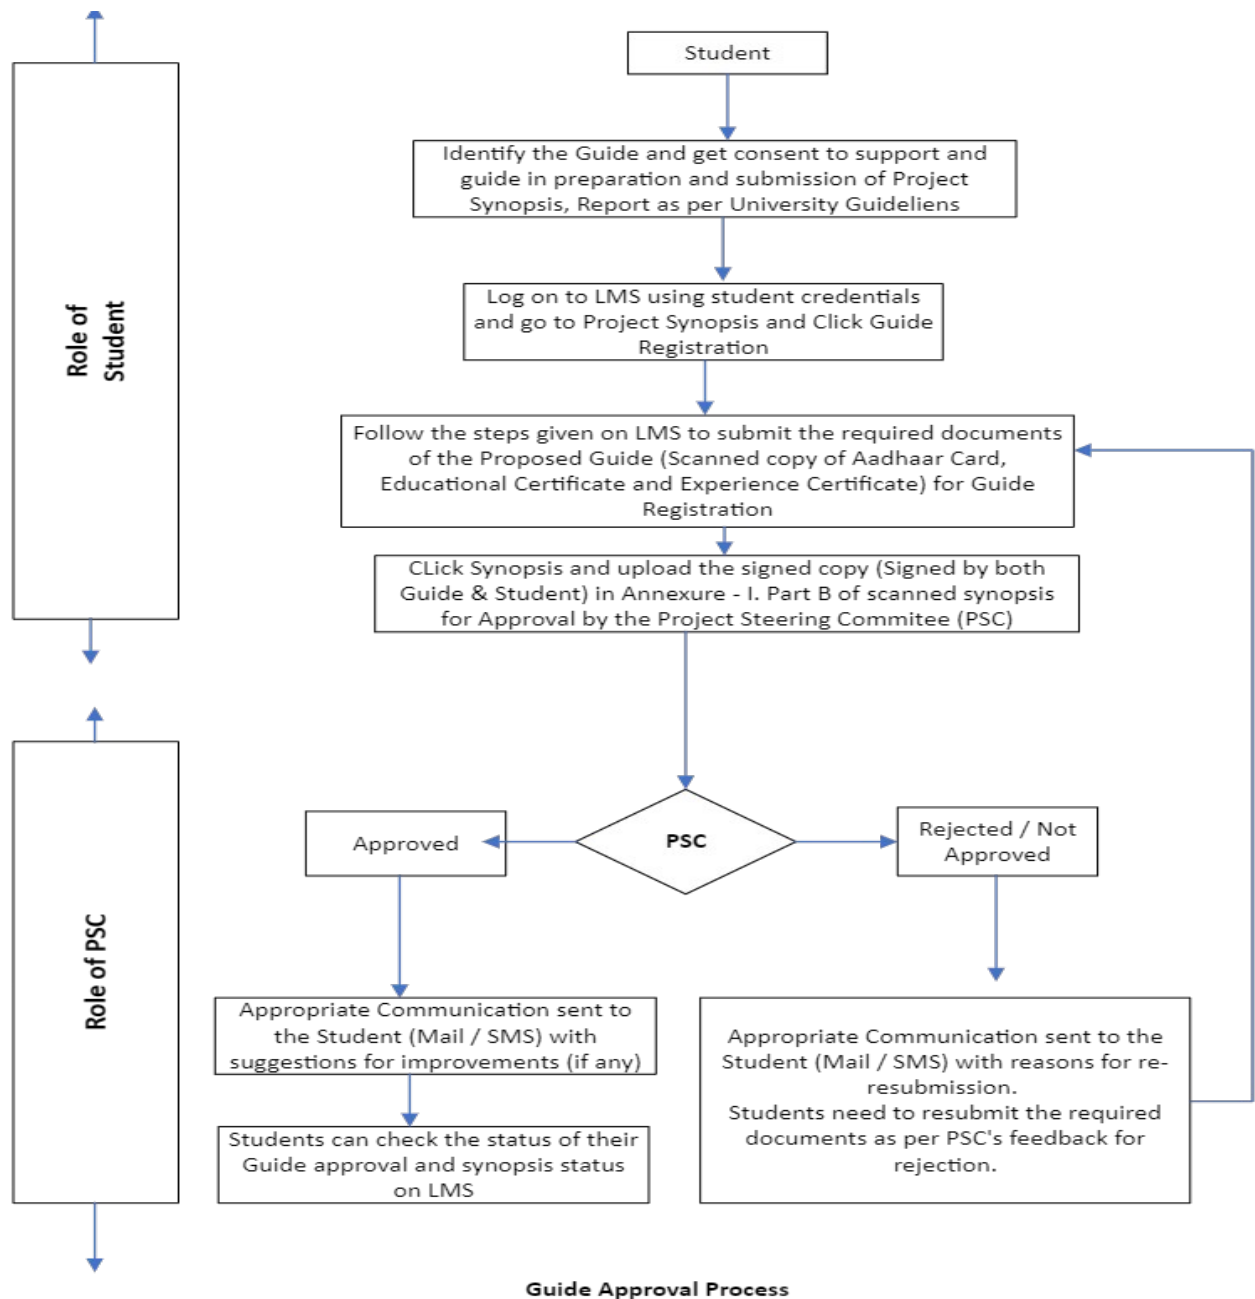 Student
Identify the Guide and get consent to support and
guide in preparation and submission of Project
Synopsis, Report as per University Guideliens
Log on to LMS using student credentials
and go to Project Synopsis and Click Guide
Registration
Role of
Student
Follow the steps given on LMS to submit the required documents
of the Proposed Guide (Scanned copy of Aadhaar Card,
Educational Certificate and Experience Certificate) for Guide
Registration
CLick Synopsis and upload the signed copy (Signed by both
Guide & Student) in Annexure - I. Part B of scanned synopsis
for Approval by the Project Steering Commitee (PSC)
Role of PSC
PSC
Approved
Rejected / Not
Approved
Appropriate Communication sent to
the Student (Mail / SMS) with
suggestions for improvements (if any)
Students can check the status of their
Guide approval and synopsis status
on LMS
Appropriate Communication sent to the
Student (Mail / SMS) with reasons for re-
resubmission.
Students need to resubmit the required
documents as per PSC's feedback for
rejection.
Guide Approval Process